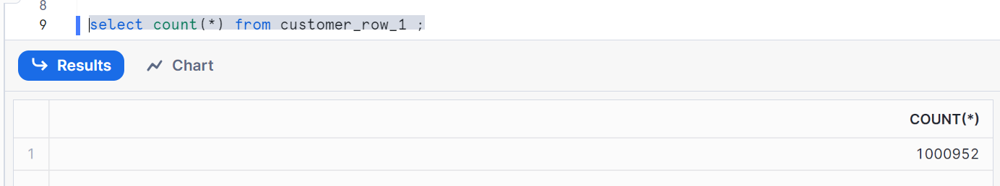 8
9 select count(*) from customer_row_1 ;
Results Chart
COUNT(*)
1 1000952